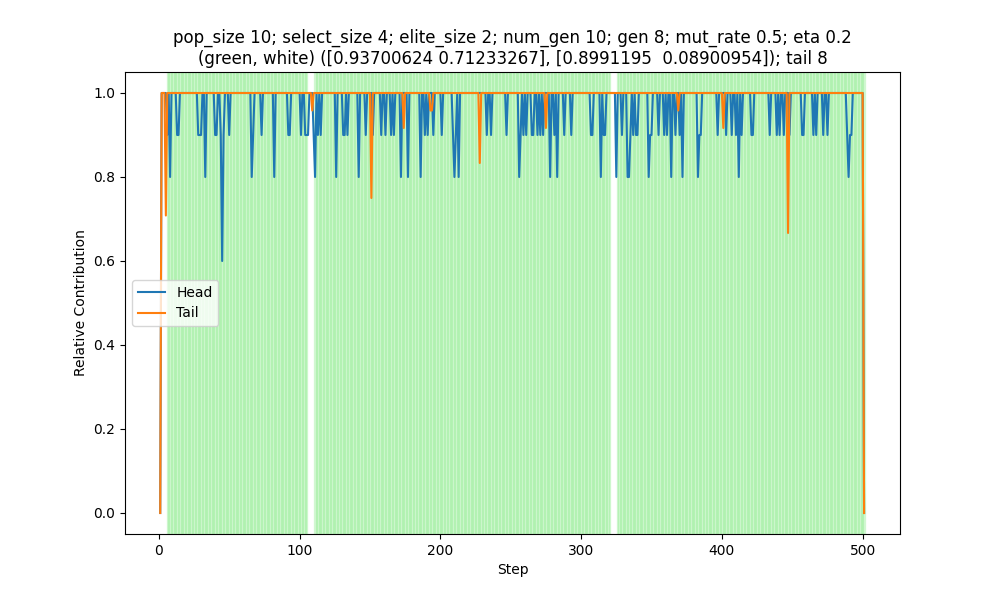 pop_size 10; select_size 4; elite_size 2; num_gen 10; gen 8; mut_rate 0.5; eta 0.2
(green, white) ([0.93700624 0.71233267], [0.8991195  0.08900954]); tail 8
1.0
0.8
0.6
0.4
0.2
0.0
Relative Contribution
Head
Tail
0
100
200
300
400
500
Step